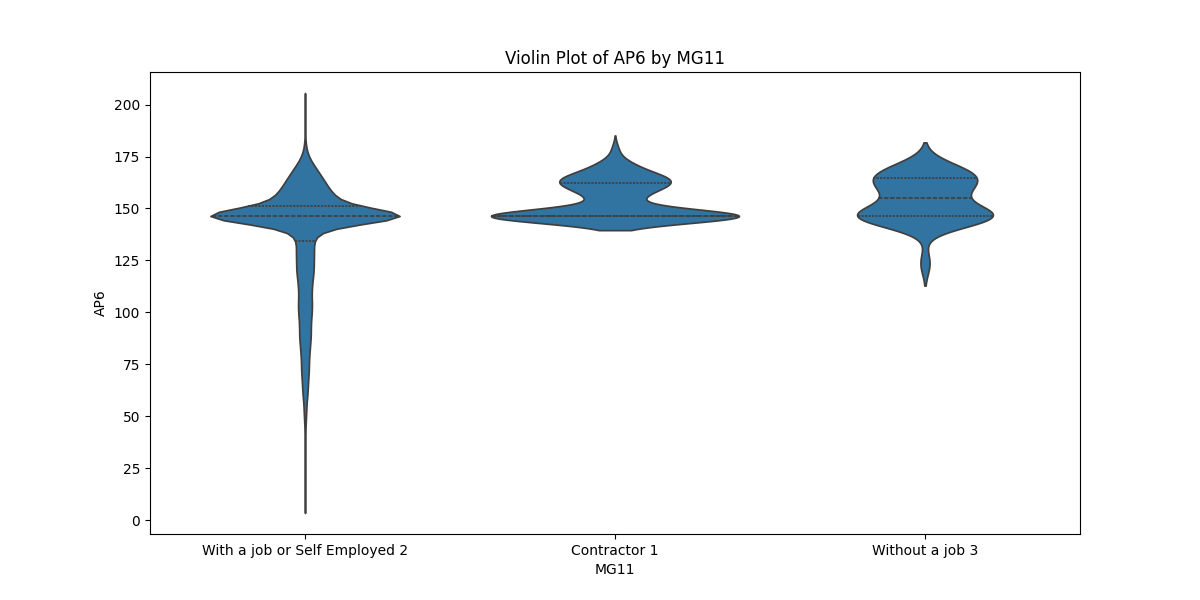 Violin Plot of AP6 by MG11
200
175
150
125
100
75
50
25
0
AP6
With a job or Self Employed 2
Contractor 1
Without a job 3
MG11